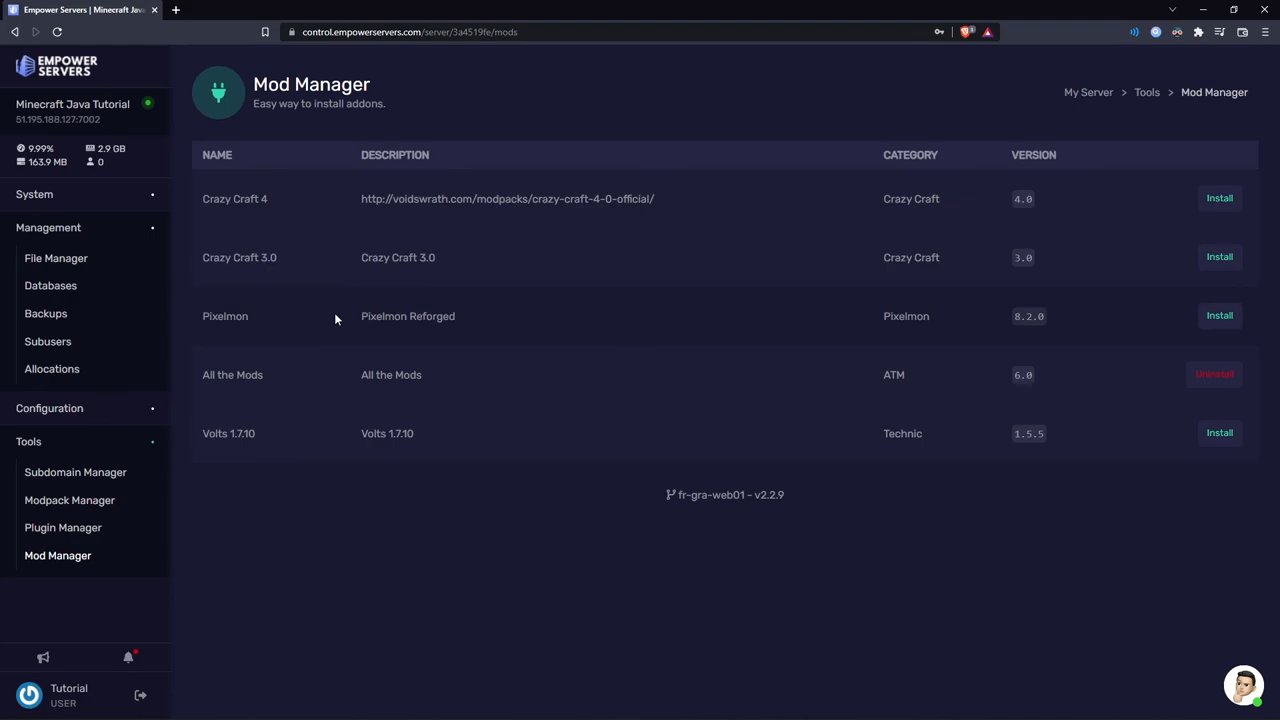 Empower Servers | Minecraft Jav
control.empowerservers.com/server/3a4519fe/mods
EMPOWER
SERVERS
Minecraft Java Tutorial
51.195.188.127:7002
9.99%
2.9 GB
163.9 MB
0
System
Management
File Manager
Databases
Backups
Subusers
Allocations
Configuration
Tools
Subdomain Manager
Modpack Manager
Plugin Manager
Mod Manager
Tutorial
USER
Mod Manager
Easy way to install addons.
My Server > Tools > Mod Manager
NAME DESCRIPTION CATEGORY VERSION
Crazy Craft 4 http://voidswrath.com/modpacks/crazy-craft-4-0-official/ Crazy Craft 4.0 Install
Crazy Craft 3.0 Crazy Craft 3.0 Crazy Craft 3.0 Install
Pixelmon Pixelmon Reforged Pixelmon 8.2.0 Install
All the Mods All the Mods ATM 6.0 Uninstall
Volts 1.7.10 Volts 1.7.10 Technic 1.5.5 Install
fr-gra-web01 - v2.2.9